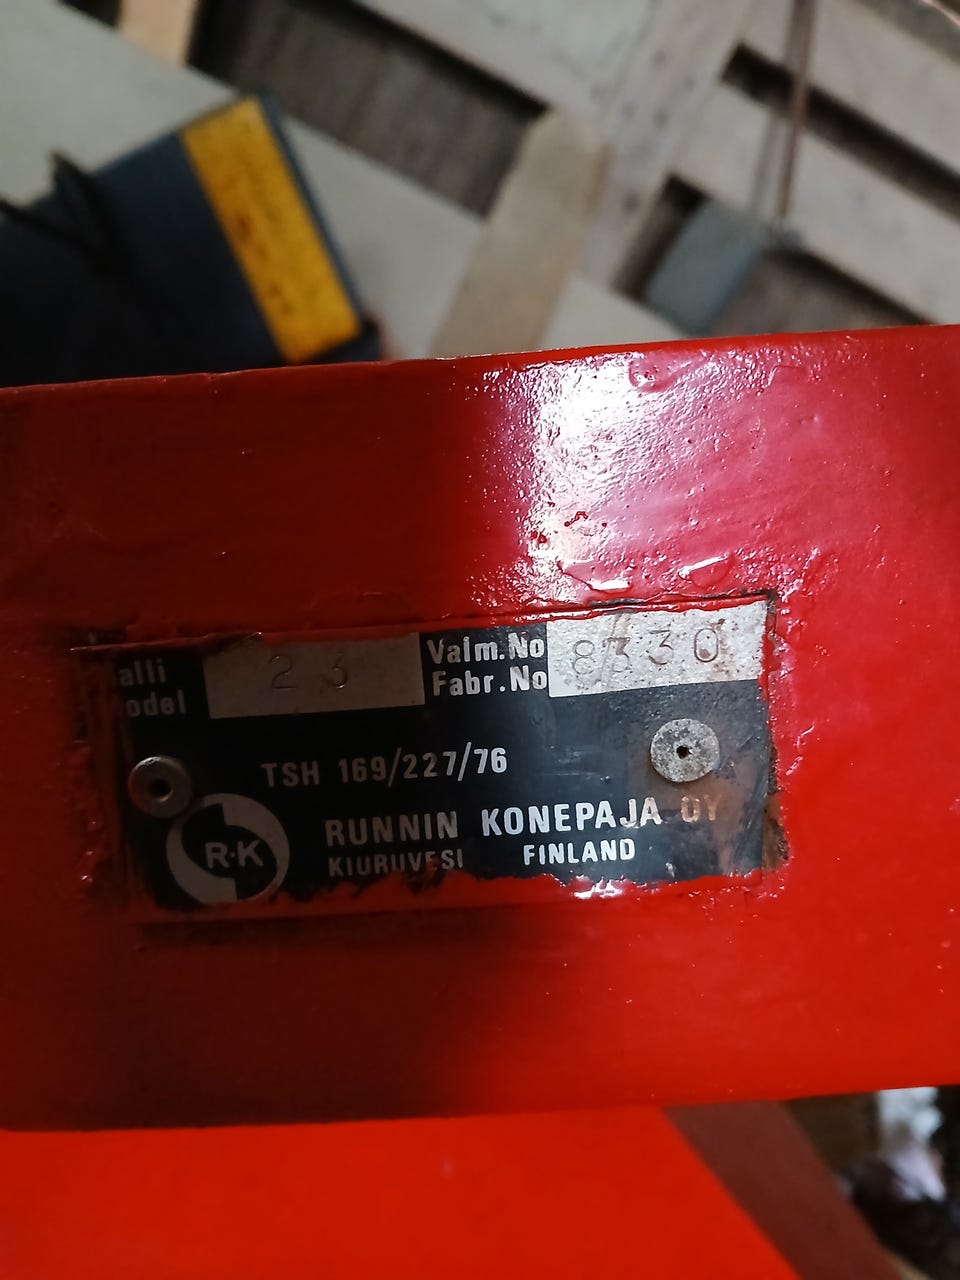 alli 23 Valm.No 8330
odel Fabr.No
TSH 169/227/76
R·K
RUNNIN KONEPAJA OY
KIURUVESI FINLAND